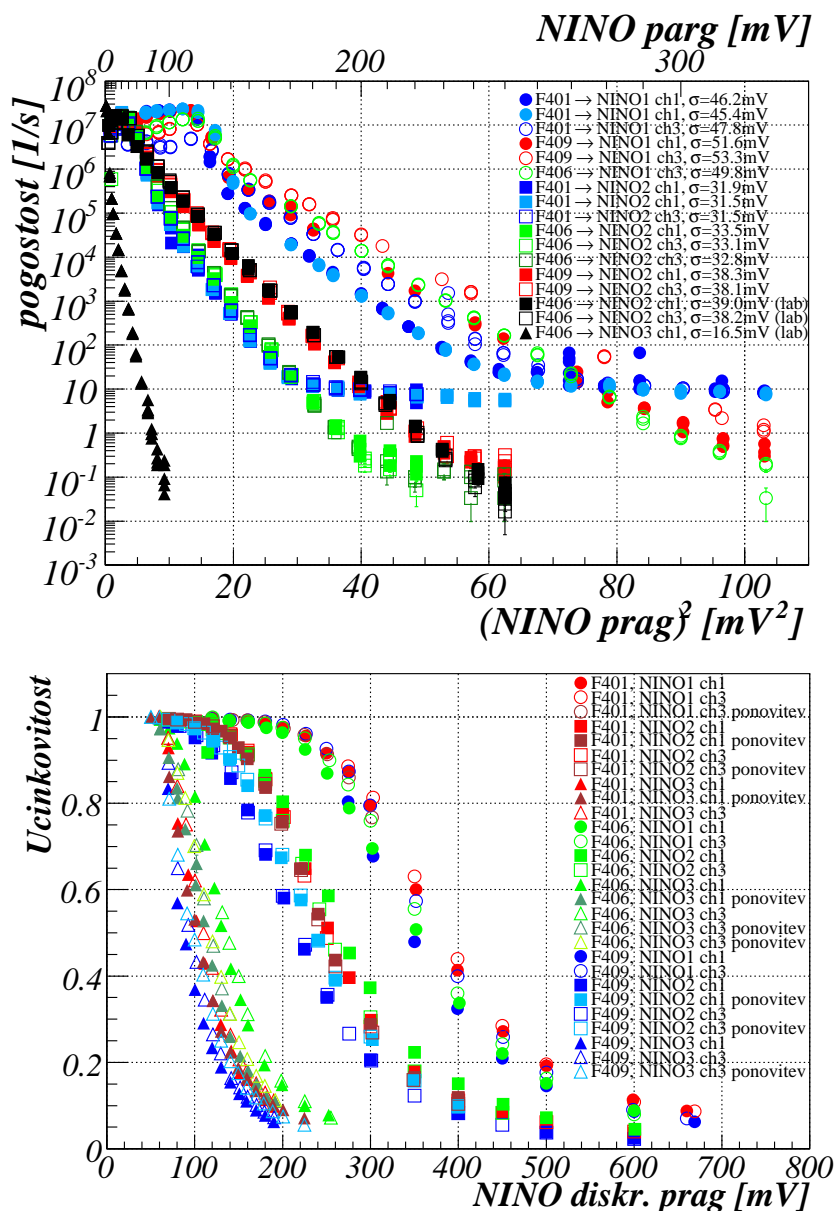 NINO parg [mV]
0 100 200 300
pogostost [1/s]
10^8
10^7
10^6
10^5
10^4
10^3
10^2
10
1
10^-1
10^-2
10^-3
F401 → NINO1 ch1, σ=46.2mV
F401 → NINO1 ch1, σ=45.4mV
F401 → NINO1 ch3, σ=47.8mV
F409 → NINO1 ch1, σ=51.6mV
F409 → NINO1 ch3, σ=53.3mV
F406 → NINO1 ch3, σ=49.8mV
F401 → NINO2 ch1, σ=31.9mV
F401 → NINO2 ch1, σ=31.5mV
F401 → NINO2 ch3, σ=31.5mV
F406 → NINO2 ch1, σ=33.5mV
F406 → NINO2 ch3, σ=33.1mV
F406 → NINO2 ch3, σ=32.8mV
F409 → NINO2 ch1, σ=38.3mV
F409 → NINO2 ch3, σ=38.1mV
F406 → NINO2 ch1, σ=39.0mV (lab)
F406 → NINO2 ch3, σ=38.2mV (lab)
F406 → NINO3 ch1, σ=16.5mV (lab)
0 20 40 60 80 100
(NINO prag)^2 [mV^2]
Ucinkovitost
1
0.8
0.6
0.4
0.2
0
F401, NINO1 ch1
F401, NINO1 ch3
F401, NINO1 ch3 ponovitev
F401, NINO2 ch1
F401, NINO2 ch1 ponovitev
F401, NINO2 ch3
F401, NINO2 ch3 ponovitev
F401, NINO3 ch1
F401, NINO3 ch1 ponovitev
F401, NINO3 ch3
F406, NINO1 ch1
F406, NINO1 ch3
F406, NINO2 ch1
F406, NINO2 ch3
F406, NINO3 ch1
F406, NINO3 ch1 ponovitev
F406, NINO3 ch3
F406, NINO3 ch3 ponovitev
F406, NINO3 ch3 ponovitev
F409, NINO1 ch1
F409, NINO1 ch3
F409, NINO2 ch1
F409, NINO2 ch1 ponovitev
F409, NINO2 ch3
F409, NINO2 ch3 ponovitev
F409, NINO3 ch1
F409, NINO3 ch3
F409, NINO3 ch3 ponovitev
0 100 200 300 400 500 600 700 800
NINO diskr. prag [mV]